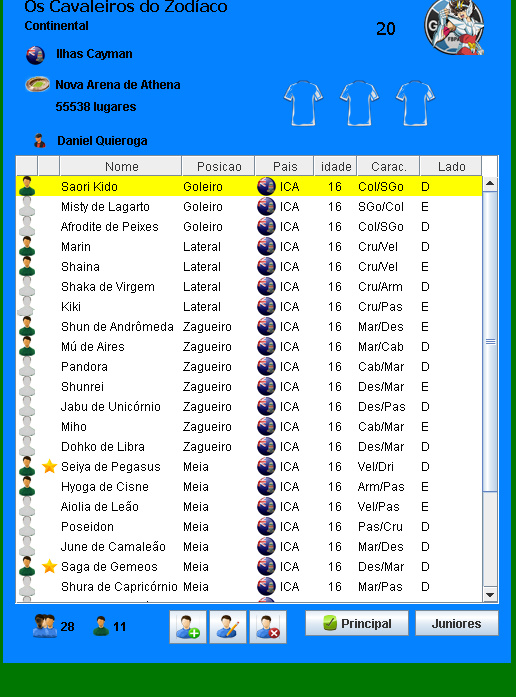 Os Cavaleiros do Zodíaco
Continental
20
Ilhas Cayman
Nova Arena de Athena
55538 lugares
Daniel Quieroga
Nome Posicao Pais idade Carac. Lado
Saori Kido Goleiro ICA 16 Col/SGo D
Misty de Lagarto Goleiro ICA 16 SGo/Col E
Afrodite de Peixes Goleiro ICA 16 Col/SGo D
Marin Lateral ICA 16 Cru/Vel D
Shaina Lateral ICA 16 Cru/Vel E
Shaka de Virgem Lateral ICA 16 Cru/Arm D
Kiki Lateral ICA 16 Cru/Pas E
Shun de Andrômeda Zagueiro ICA 16 Mar/Des E
Mú de Aires Zagueiro ICA 16 Mar/Cab D
Pandora Zagueiro ICA 16 Cab/Mar D
Shunrei Zagueiro ICA 16 Des/Mar E
Jabu de Unicórnio Zagueiro ICA 16 Des/Pas D
Miho Zagueiro ICA 16 Cab/Mar E
Dohko de Libra Zagueiro ICA 16 Des/Mar D
Seiya de Pegasus Meia ICA 16 Vel/Dri D
Hyoga de Cisne Meia ICA 16 Arm/Pas E
Aiolia de Leão Meia ICA 16 Vel/Pas E
Poseidon Meia ICA 16 Pas/Cru D
June de Camaleão Meia ICA 16 Mar/Des D
Saga de Gemeos Meia ICA 16 Des/Mar D
Shura de Capricórnio Meia ICA 16 Mar/Pas D
28 11 Principal Juniores